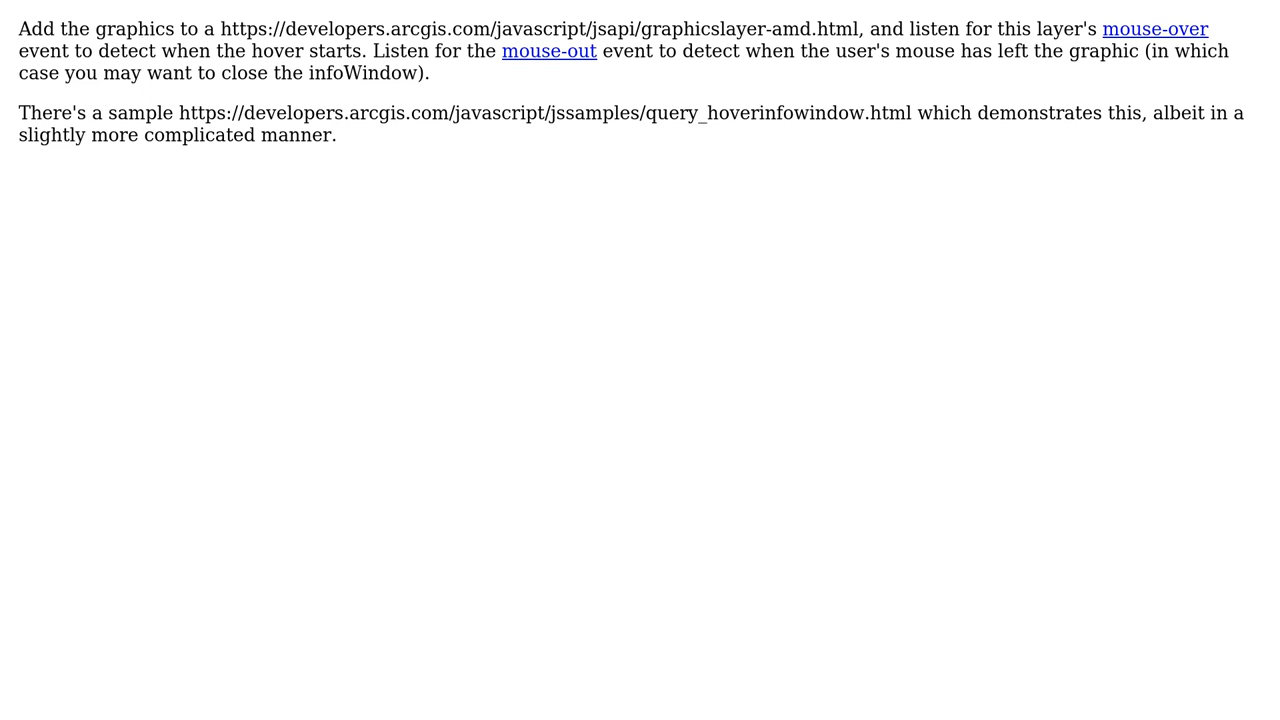 Add the graphics to a https://developers.arcgis.com/javascript/jsapi/graphicslayer-amd.html, and listen for this layer's mouse-over
event to detect when the hover starts. Listen for the mouse-out event to detect when the user's mouse has left the graphic (in which
case you may want to close the infoWindow).
There's a sample https://developers.arcgis.com/javascript/jssamples/query_hoverinfowindow.html which demonstrates this, albeit in a
slightly more complicated manner.